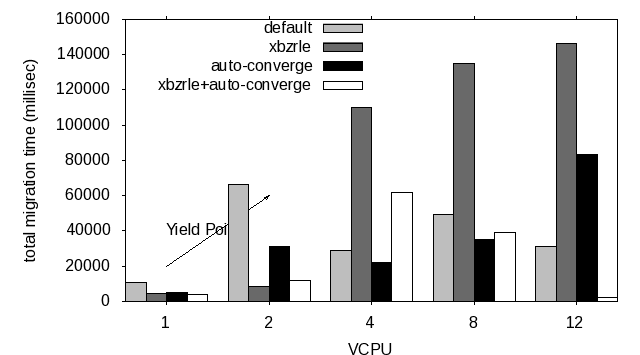 160000
140000
120000
100000
80000
60000
40000
20000
0
total migration time (millisec)
default
xbzrle
auto-converge
xbzrle+auto-converge
Yield Poi
1 2 4 8 12
VCPU